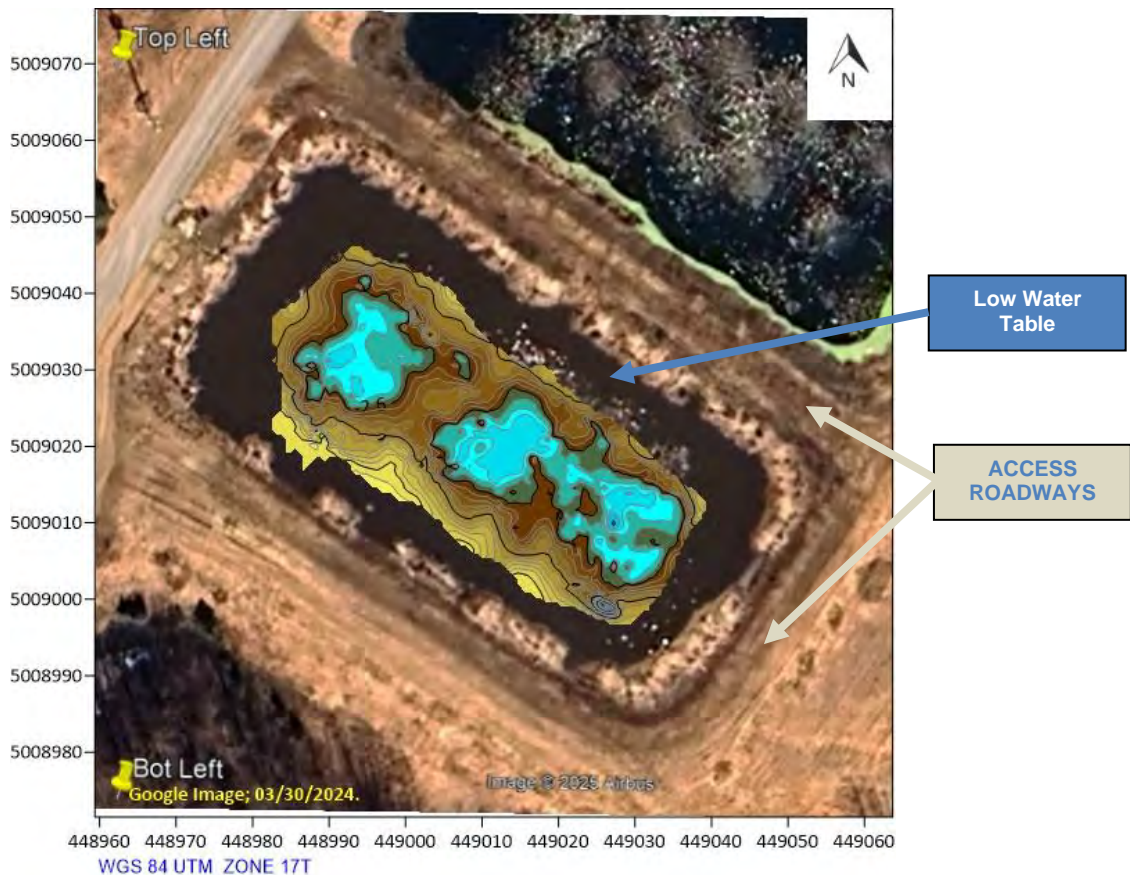 Top Left
N
5009070
5009060
5009050
5009040
5009030
5009020
5009010
5009000
5008990
5008980
Low Water
Table
ACCESS
ROADWAYS
2.6
Bot Left
Google Image; 03/30/2024.
Image © 2025 Airbus
448960 448970 448980 448990 449000 449010 449020 449030 449040 449050 449060
WGS 84 UTM ZONE 17T